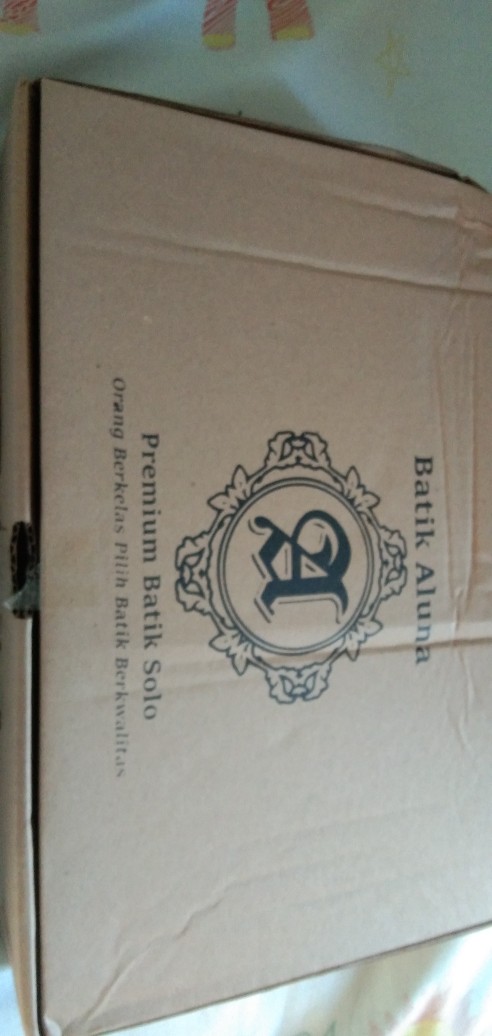 Batik Aluna
A
Premium Batik Solo
Orang Berkelas Pilih Batik Berkwalitas